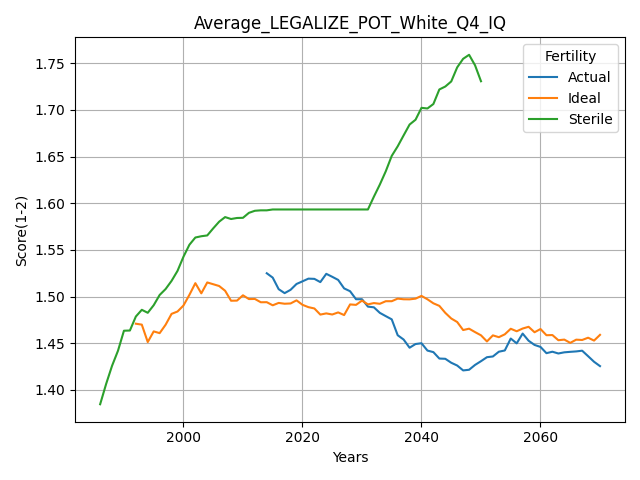 Average_LEGALIZE_POT_White_Q4_IQ
Score(1-2)
1.75
1.70
1.65
1.60
1.55
1.50
1.45
1.40
Fertility
Actual
Ideal
Sterile
2000
2020
2040
2060
Years